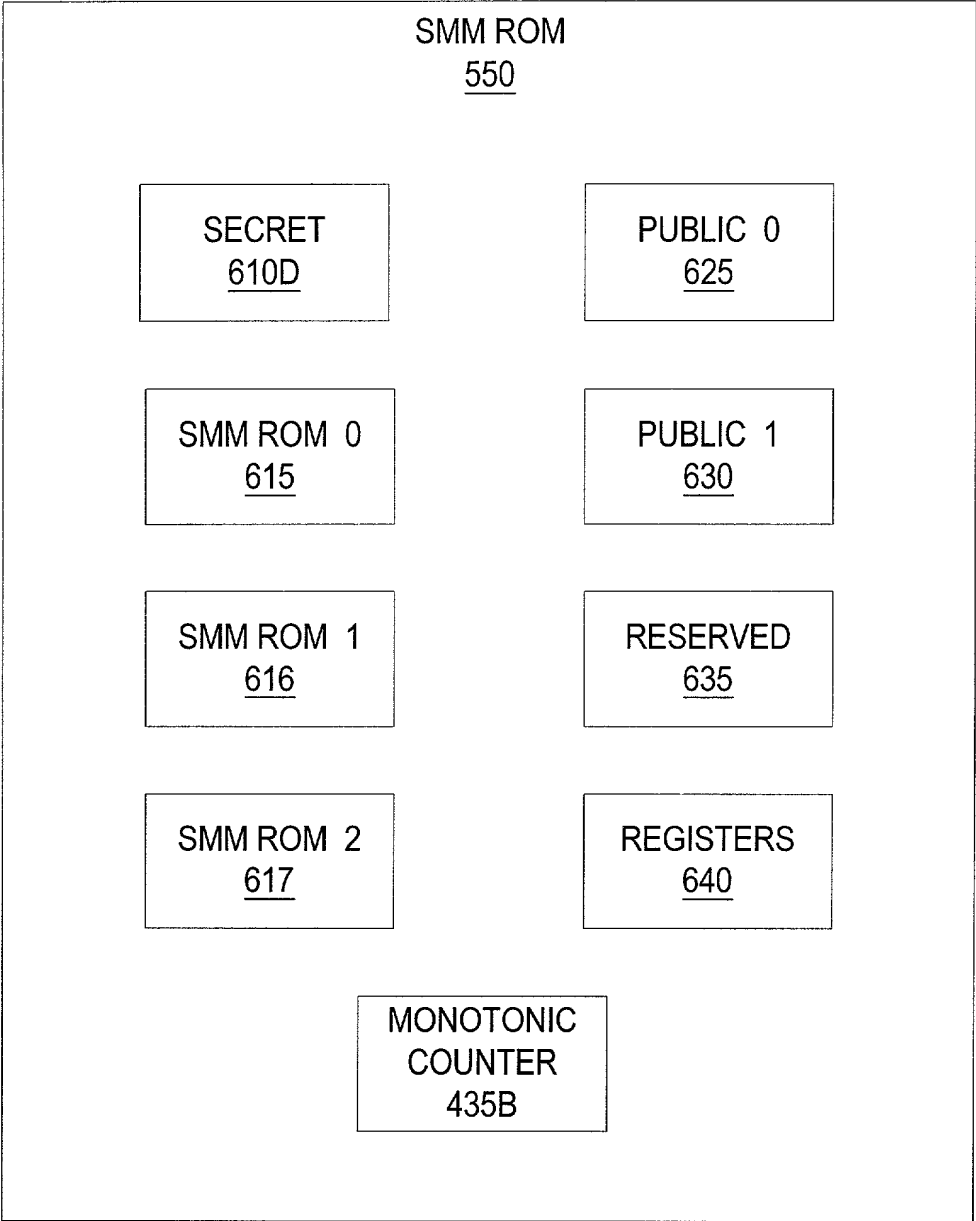 SMM ROM
550
SECRET
610D
PUBLIC 0
625
SMM ROM 0
615
PUBLIC 1
630
SMM ROM 1
616
RESERVED
635
SMM ROM 2
617
REGISTERS
640
MONOTONIC
COUNTER
435B